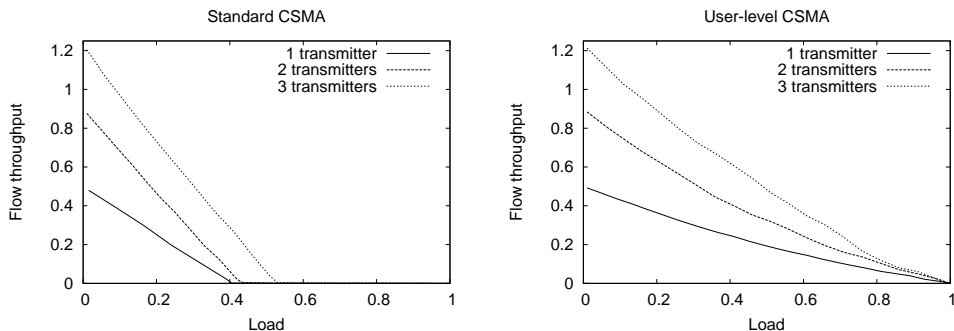 Standard CSMA
1.2
1
0.8
0.6
0.4
0.2
0
0
0.2
0.4
0.6
0.8
1
Flow throughput
Load
1 transmitter
2 transmitters
3 transmitters
User-level CSMA
1.2
1
0.8
0.6
0.4
0.2
0
0
0.2
0.4
0.6
0.8
1
Flow throughput
Load
1 transmitter
2 transmitters
3 transmitters